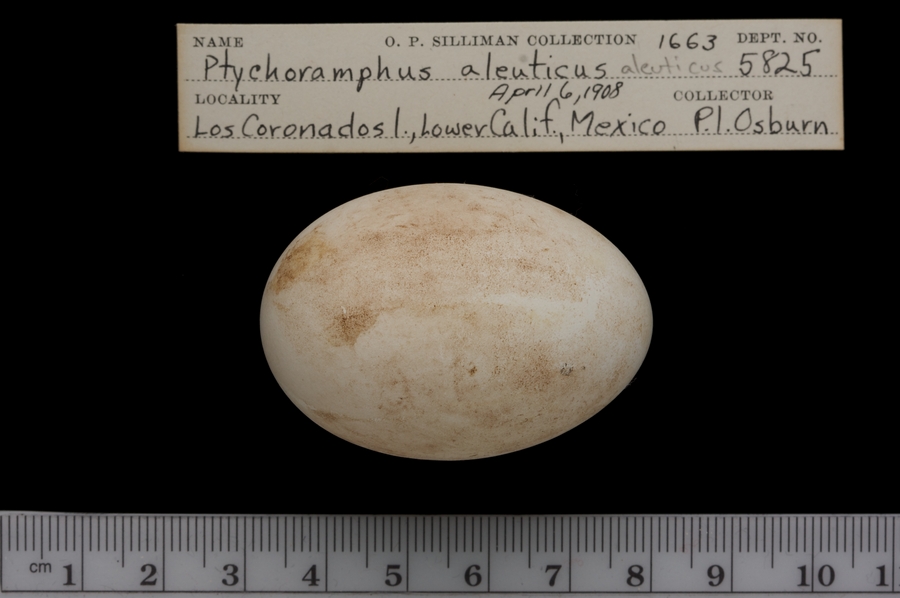 NAME O. P. SILLIMAN COLLECTION 1663 DEPT. NO.
Ptychoramphus aleuticus aleuticus 5825
April 6, 1908
LOCALITY COLLECTOR
Los Coronados I., Lower Calif., Mexico P. I. Osburn
cm 1 2 3 4 5 6 7 8 9 10 1